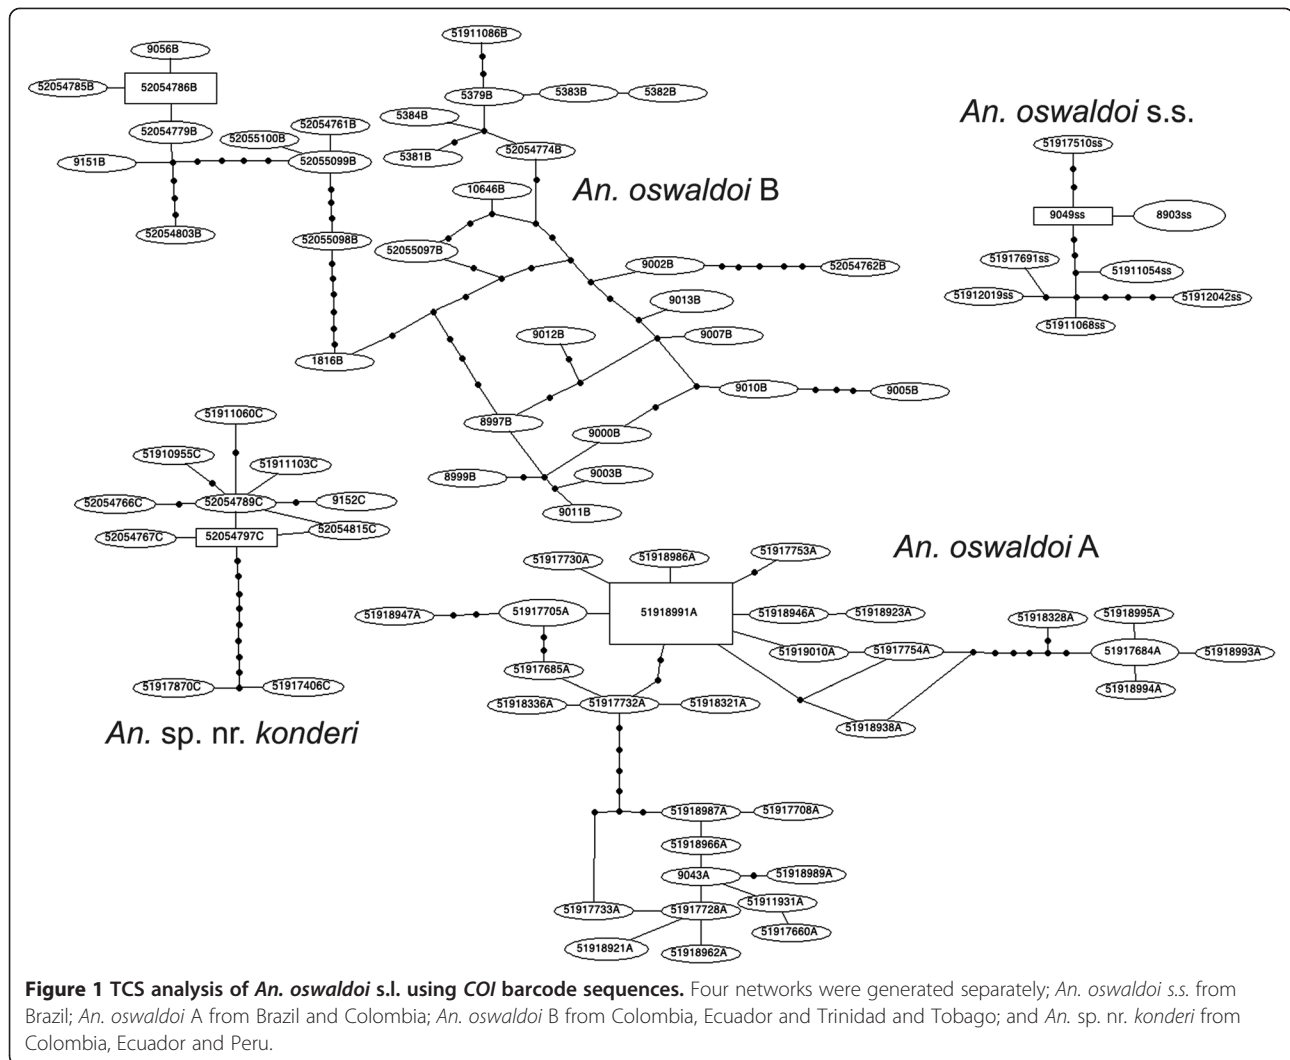 51911086B
9056B
52054785B
52054786B
5379B
5383B
5382B
5384B
52054779B
52054761B
52055100B
9151B
52055099B
5381B
52054774B
An. oswaldoi s.s.
51917510ss
10646B
An. oswaldoi B
9049ss
8903ss
52054803B
52055098B
52055097B
9002B
52054762B
51917691ss
51911054ss
51912019ss
51912042ss
51911068ss
9013B
9012B
9007B
1816B
9010B
9005B
51911060C
8997B
9000B
51910955C
51911103C
8999B
9003B
52054766C
52054789C
9152C
9011B
52054767C
52054797C
52054815C
An. oswaldoi A
51917730A
51918986A
51917753A
51918947A
51917705A
51918991A
51918946A
51918923A
51918328A
51918995A
51919010A
51917754A
51917684A
51918993A
51917685A
51918994A
51917870C
51917406C
51918336A
51917732A
51918321A
51918938A
An. sp. nr. konderi
51918987A
51917708A
51918966A
9043A
51918989A
51917733A
51917728A
51911931A
51917660A
51918921A
51918962A
Figure 1 TCS analysis of An. oswaldoi s.l. using COI barcode sequences. Four networks were generated separately; An. oswaldoi s.s. from
Brazil; An. oswaldoi A from Brazil and Colombia; An. oswaldoi B from Colombia, Ecuador and Trinidad and Tobago; and An. sp. nr. konderi from
Colombia, Ecuador and Peru.